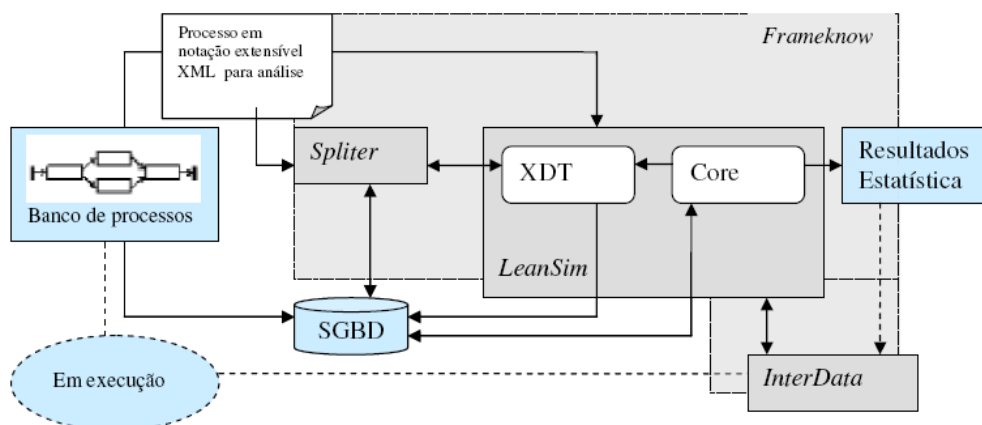 Processo em
notação extensível
XML para análise
Frameknow
Spliter
XDT
Core
Resultados
Estatística
Banco de processos
LeanSim
SGBD
Em execução
InterData